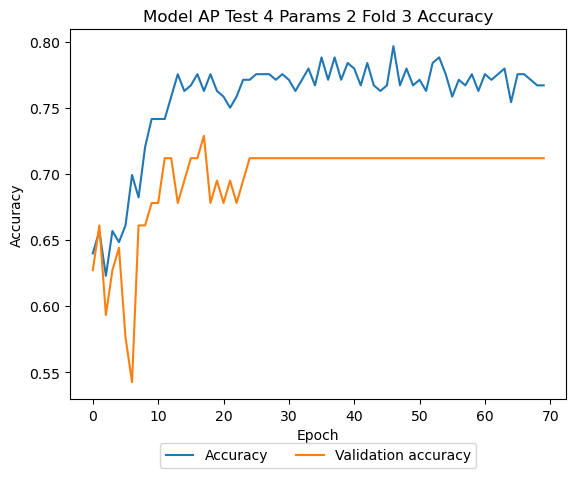 Model AP Test 4 Params 2 Fold 3 Accuracy
Accuracy
0.80
0.75
0.70
0.65
0.60
0.55
0 10 20 30 40 50 60 70
Epoch
Accuracy Validation accuracy